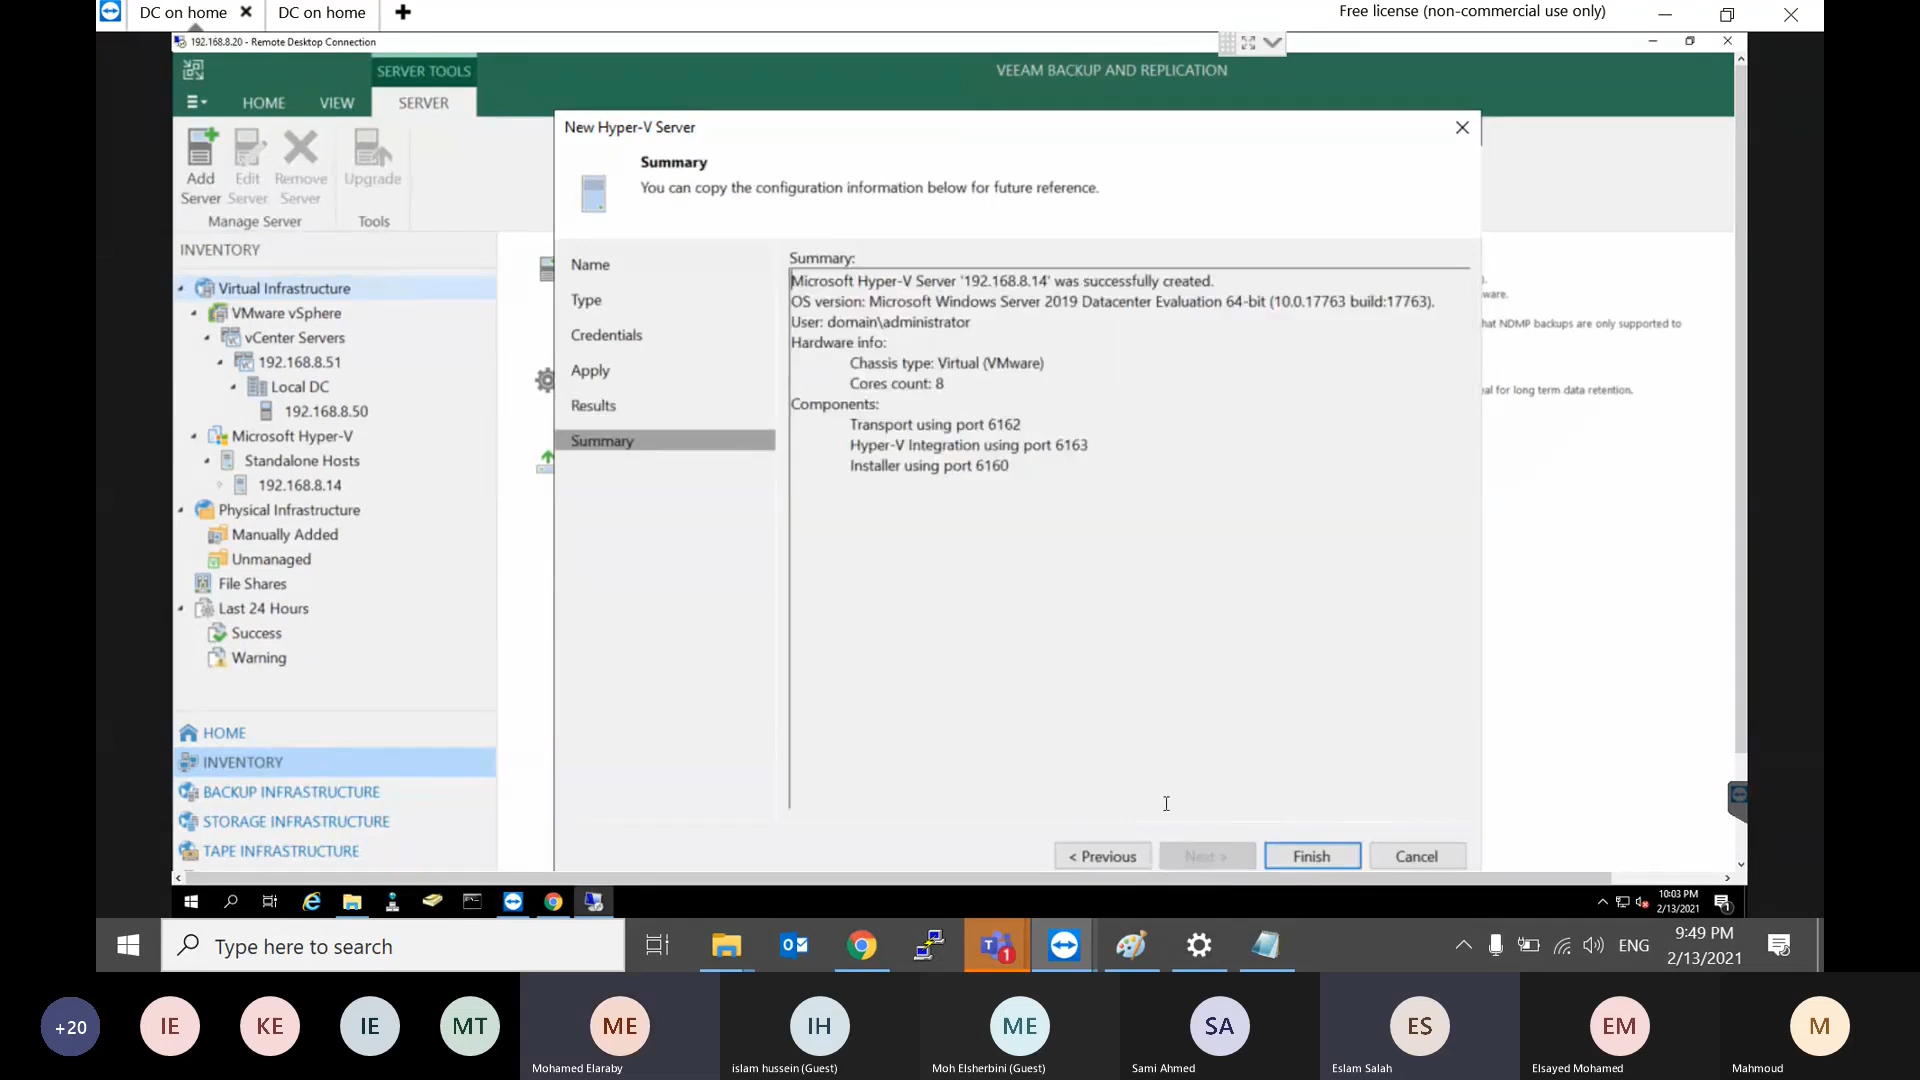 DC on home
DC on home
Free license (non-commercial use only)
192.168.8.20 - Remote Desktop Connection
SERVER TOOLS
VEEAM BACKUP AND REPLICATION
HOME
VIEW
SERVER
Add Server
Edit Server
Remove Server
Upgrade
Manage Server
Tools
INVENTORY
Virtual Infrastructure
VMware vSphere
vCenter Servers
192.168.8.51
Local DC
192.168.8.50
Microsoft Hyper-V
Standalone Hosts
192.168.8.14
Physical Infrastructure
Manually Added
Unmanaged
File Shares
Last 24 Hours
Success
Warning
HOME
INVENTORY
BACKUP INFRASTRUCTURE
STORAGE INFRASTRUCTURE
TAPE INFRASTRUCTURE
New Hyper-V Server
Summary
You can copy the configuration information below for future reference.
Name
Type
Credentials
Apply
Results
Summary
Summary:
Microsoft Hyper-V Server '192.168.8.14' was successfully created.
OS version: Microsoft Windows Server 2019 Datacenter Evaluation 64-bit (10.0.17763 build:17763).
User: domain\administrator
Hardware info:
Chassis type: Virtual (VMware)
Cores count: 8
Components:
Transport using port 6162
Hyper-V Integration using port 6163
Installer using port 6160
< Previous
Next >
Finish
Cancel
).
ware.
hat NDMP backups are only supported to
al for long term data retention.
10:03 PM
2/13/2021
1
Type here to search
1
ENG
9:49 PM
2/13/2021
+20
IE
KE
IE
MT
ME
Mohamed Elaraby
IH
islam hussein (Guest)
ME
Moh Elsherbini (Guest)
SA
Sami Ahmed
ES
Eslam Salah
EM
Elsayed Mohamed
M
Mahmoud